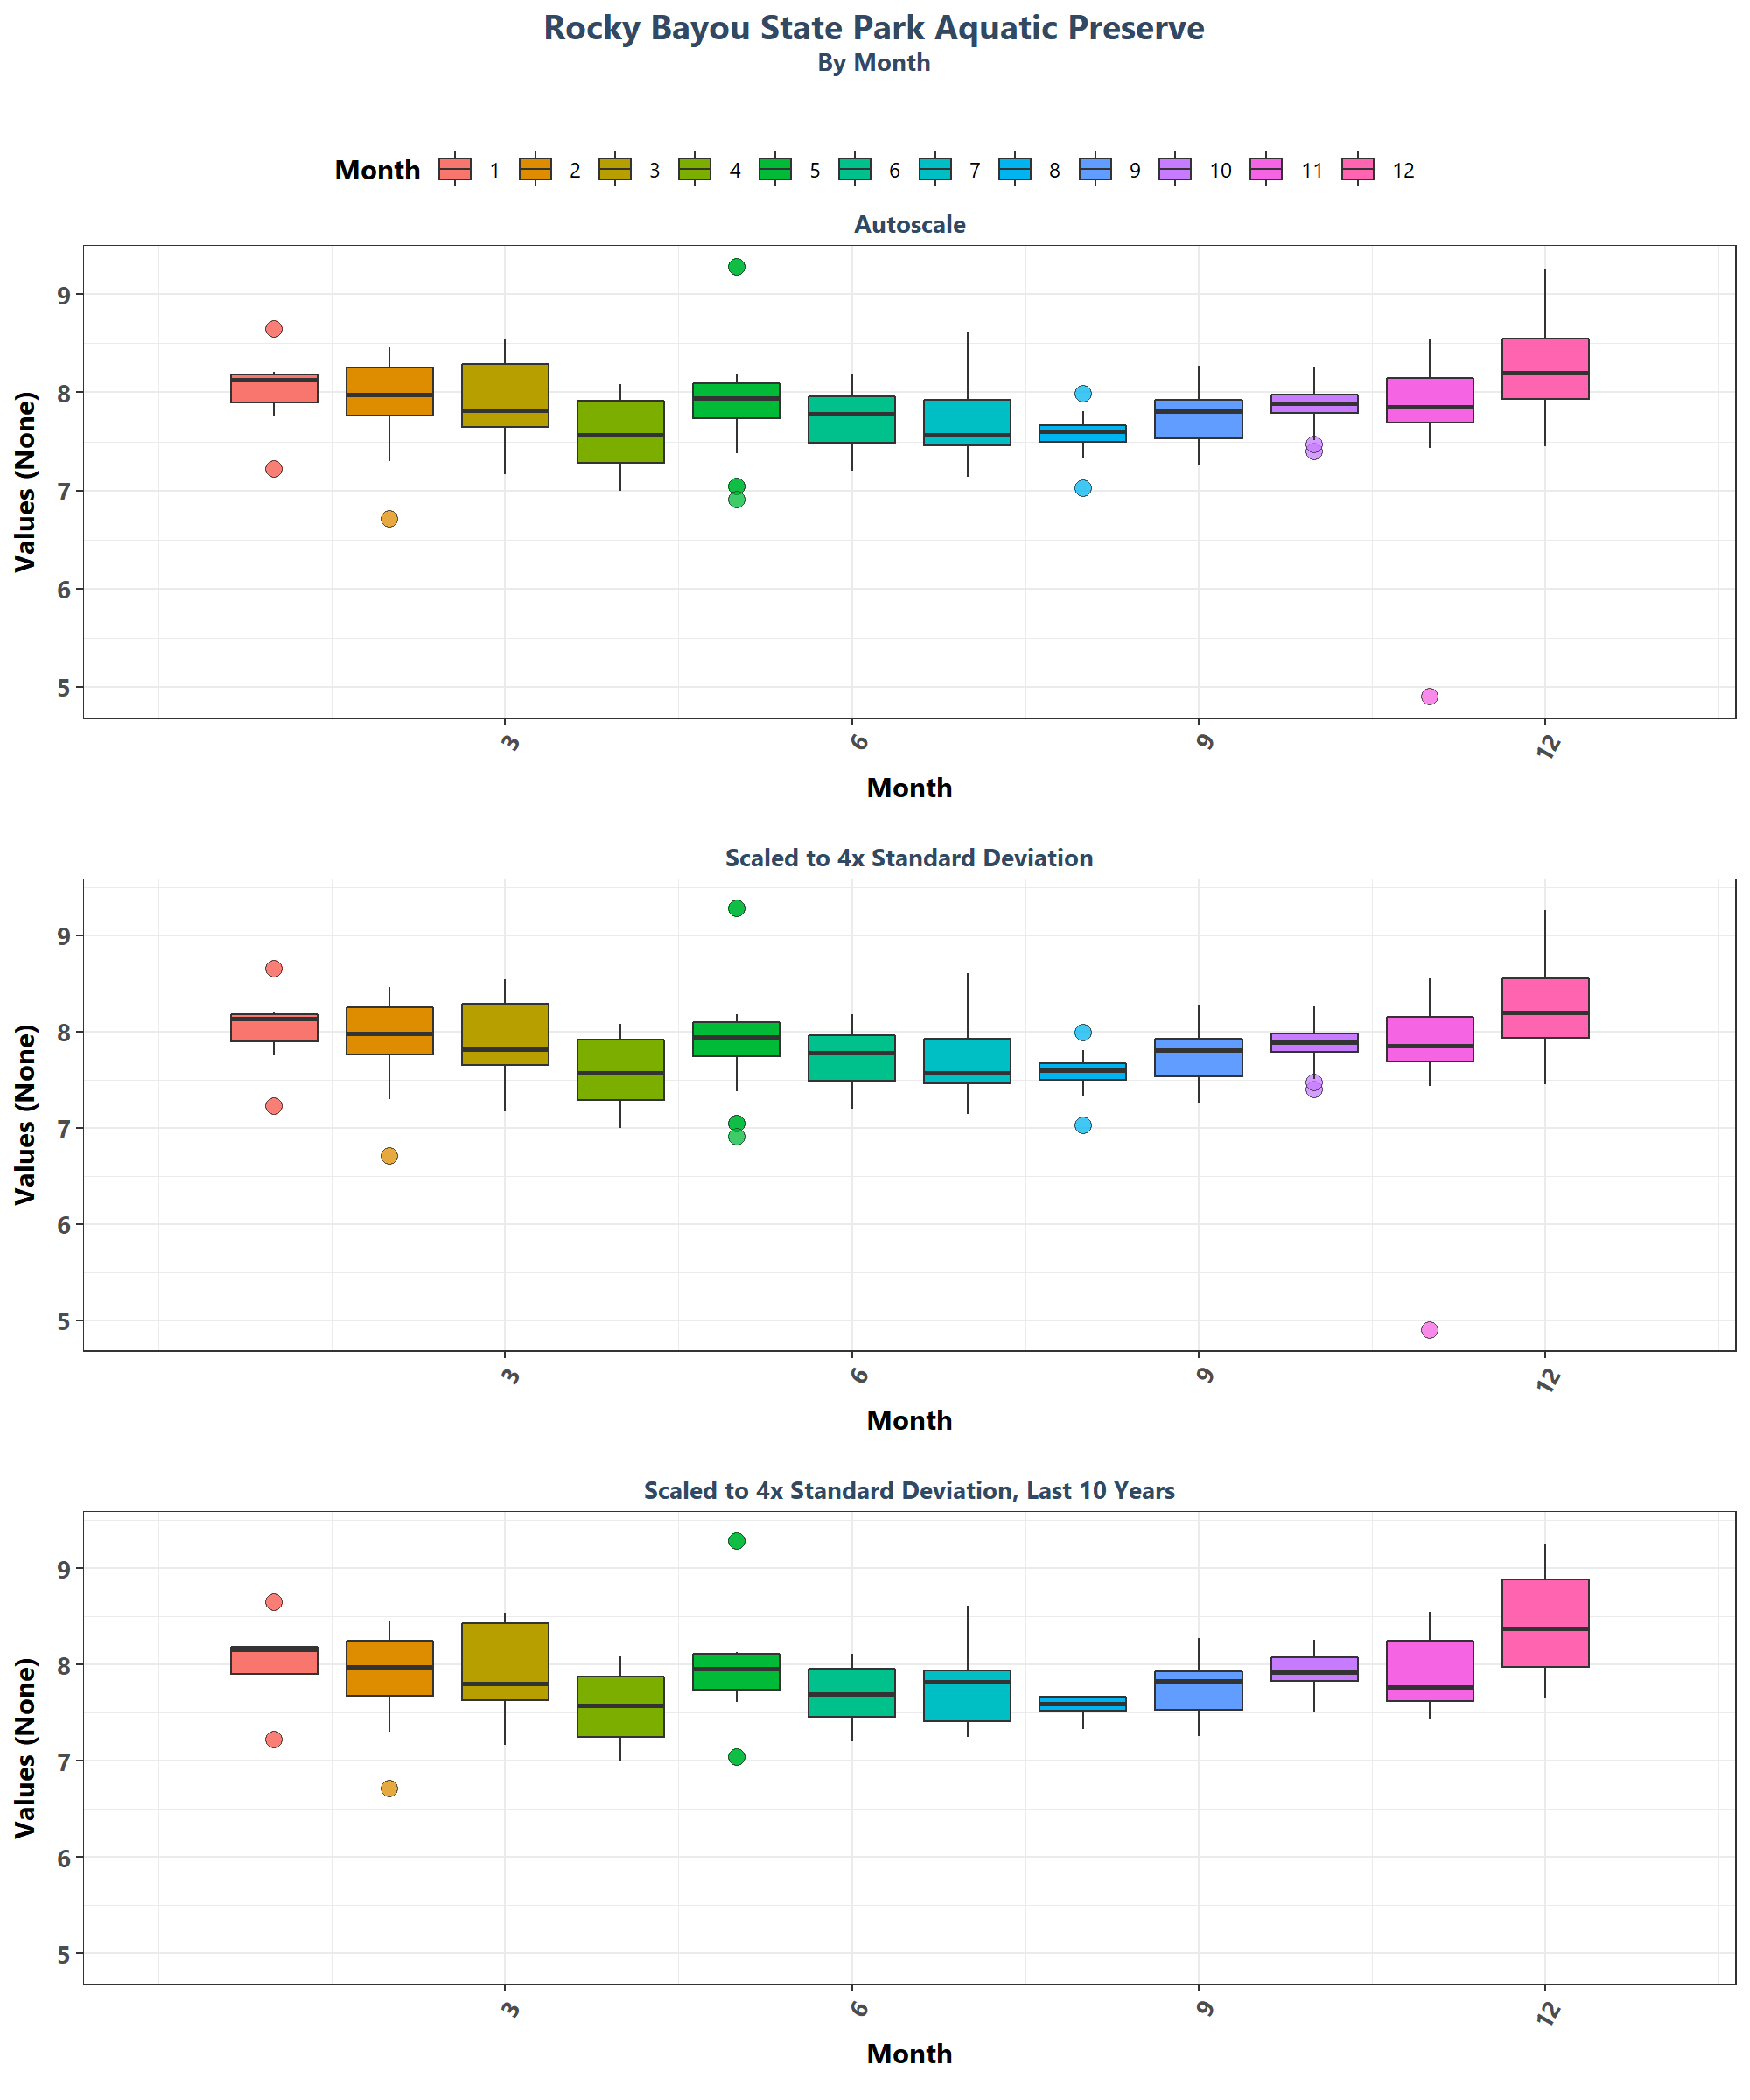 Rocky Bayou State Park Aquatic Preserve
By Month
Month 1 2 3 4 5 6 7 8 9 10 11 12
Autoscale
Values (None)
9
8
7
6
5
3 6 9 12
Month
Scaled to 4x Standard Deviation
Values (None)
9
8
7
6
5
3 6 9 12
Month
Scaled to 4x Standard Deviation, Last 10 Years
Values (None)
9
8
7
6
5
3 6 9 12
Month